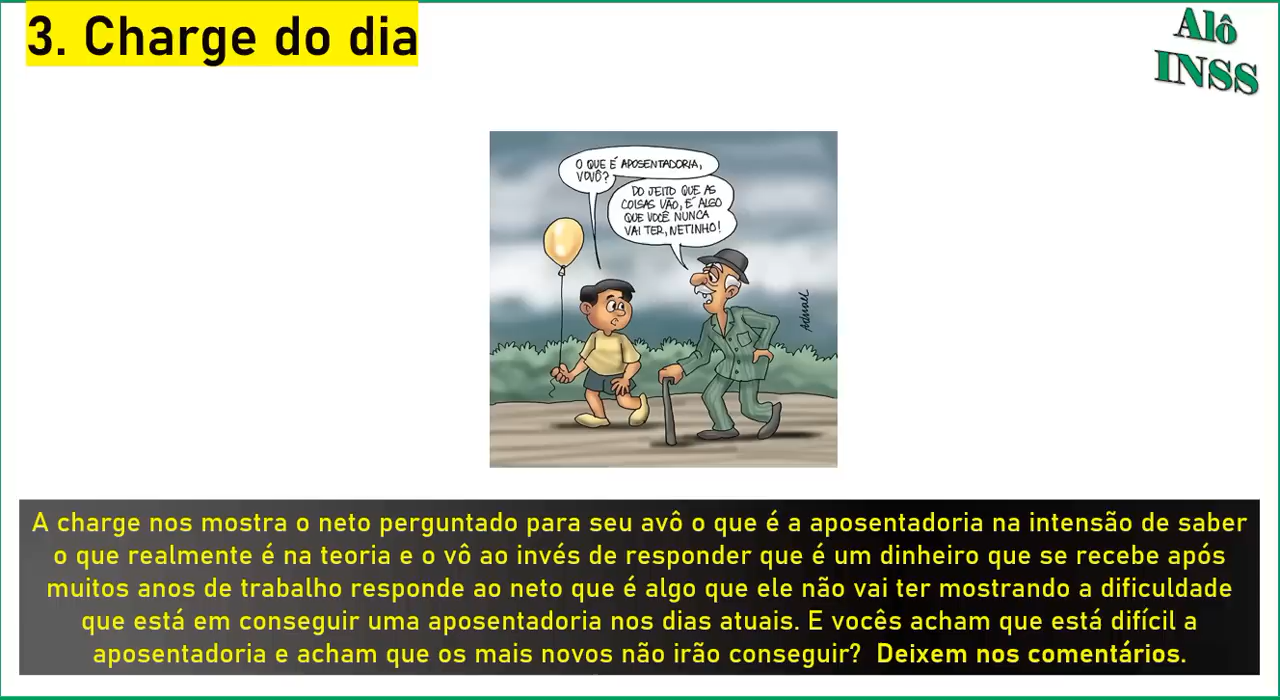 3. Charge do dia
Alô
INSS
O QUE É APOSENTADORIA,
VOVÔ?
DO JEITO QUE AS
COISAS VÃO, É ALGO
QUE VOCÊ NUNCA
VAI TER, NETINHO!
A charge nos mostra o neto perguntado para seu avô o que é a aposentadoria na intensão de saber
o que realmente é na teoria e o vô ao invés de responder que é um dinheiro que se recebe após
muitos anos de trabalho responde ao neto que é algo que ele não vai ter mostrando a dificuldade
que está em conseguir uma aposentadoria nos dias atuais. E vocês acham que está difícil a
aposentadoria e acham que os mais novos não irão conseguir? Deixem nos comentários.